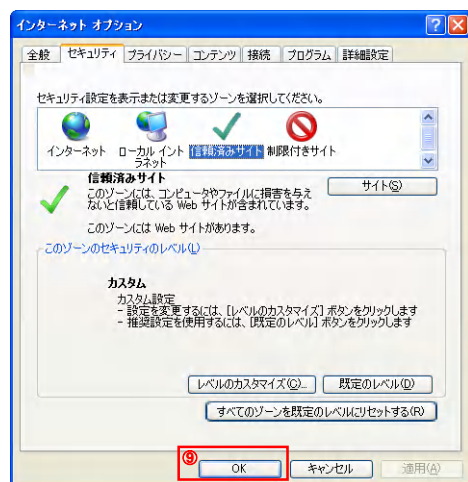 インターネット オプション
全般 セキュリティ プライバシー コンテンツ 接続 プログラム 詳細設定
セキュリティ設定を表示または変更するゾーンを選択してください。
インターネット ローカル イントラネット 信頼済みサイト 制限付きサイト
信頼済みサイト
サイト(S)
このゾーンには、コンピュータやファイルに損害を与え
ないと信頼している Web サイトが含まれています。
このゾーンには Web サイトがあります。
このゾーンのセキュリティのレベル(L)
カスタム
カスタム設定
- 設定を変更するには、[レベルのカスタマイズ] ボタンをクリックします
- 推奨設定を使用するには、[既定のレベル] ボタンをクリックします
レベルのカスタマイズ(C)... 既定のレベル(D)
すべてのゾーンを既定のレベルにリセットする(R)
⑨
OK キャンセル 適用(A)